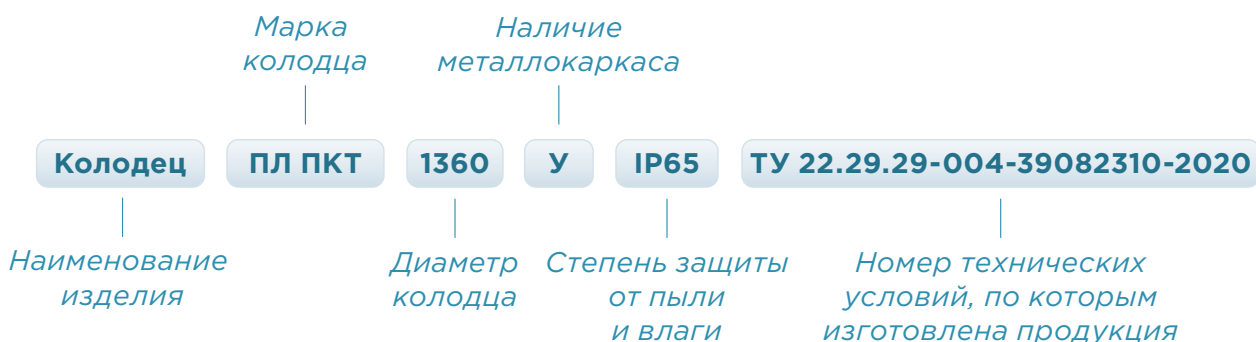 Марка
колодца
Наличие
металлокаркаса
Колодец ПЛ ПКТ 1360 У IP65 ТУ 22.29.29-004-39082310-2020
Наименование
изделия
Диаметр
колодца
Степень защиты
от пыли
и влаги
Номер технических
условий, по которым
изготовлена продукция